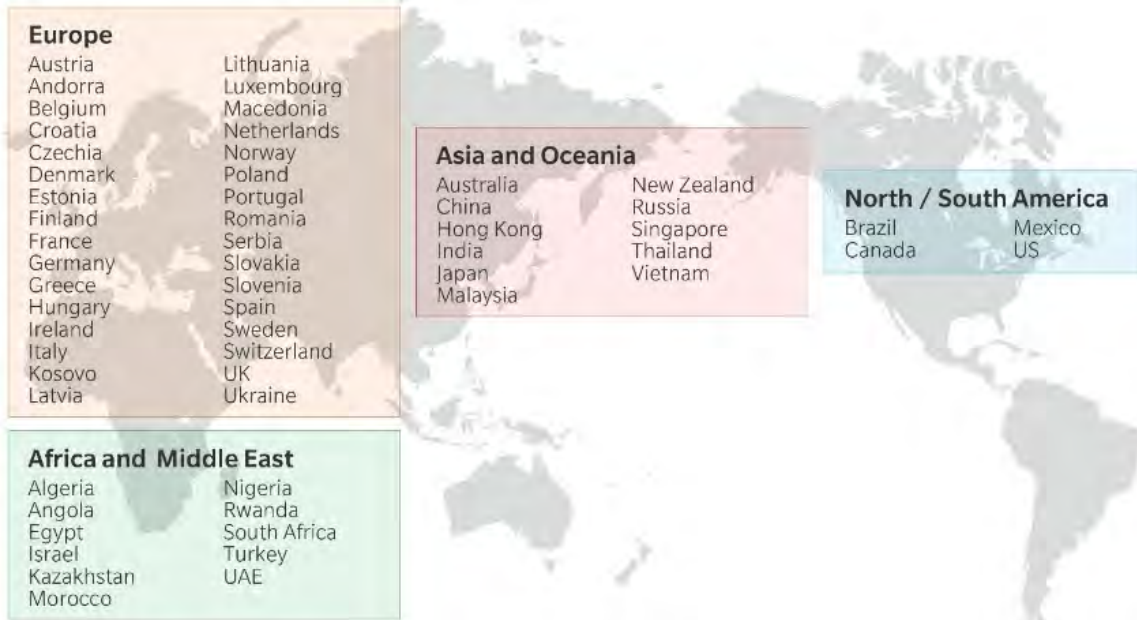 Europe
Austria
Andorra
Belgium
Croatia
Czechia
Denmark
Estonia
Finland
France
Germany
Greece
Hungary
Ireland
Italy
Kosovo
Latvia
Lithuania
Luxembourg
Macedonia
Netherlands
Norway
Poland
Portugal
Romania
Serbia
Slovakia
Slovenia
Spain
Sweden
Switzerland
UK
Ukraine
Asia and Oceania
Australia
China
Hong Kong
India
Japan
Malaysia
New Zealand
Russia
Singapore
Thailand
Vietnam
North / South America
Brazil
Canada
Mexico
US
Africa and Middle East
Algeria
Angola
Egypt
Israel
Kazakhstan
Morocco
Nigeria
Rwanda
South Africa
Turkey
UAE